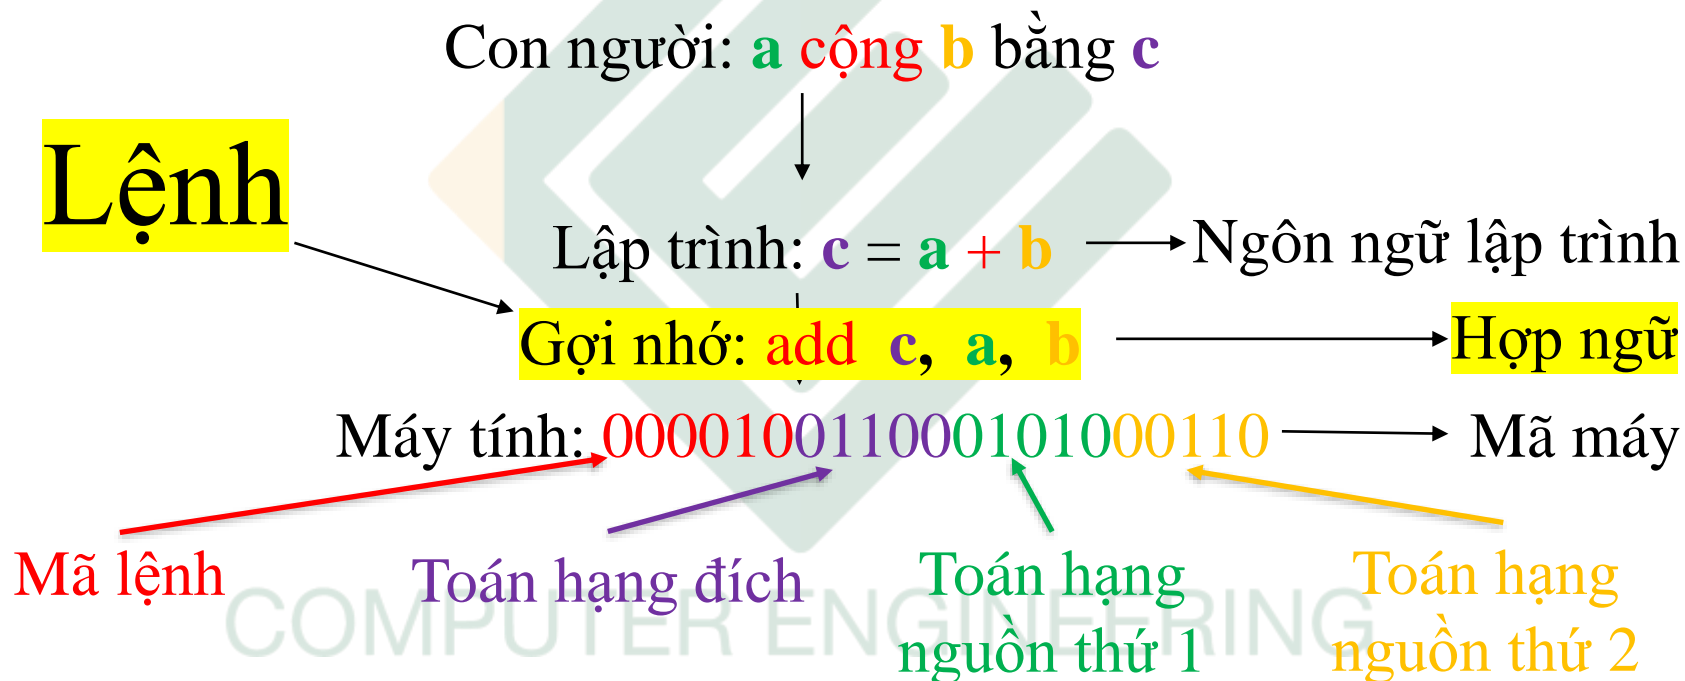 Con người: a cộng b bằng c
Lệnh
Lập trình: c = a + b
Ngôn ngữ lập trình
Gợi nhớ: add c, a, b
Hợp ngữ
Máy tính: 000010011000101000110
Mã máy
Mã lệnh
Toán hạng đích
Toán hạng
nguồn thứ 1
Toán hạng
nguồn thứ 2
COMPUTER ENGINEERING